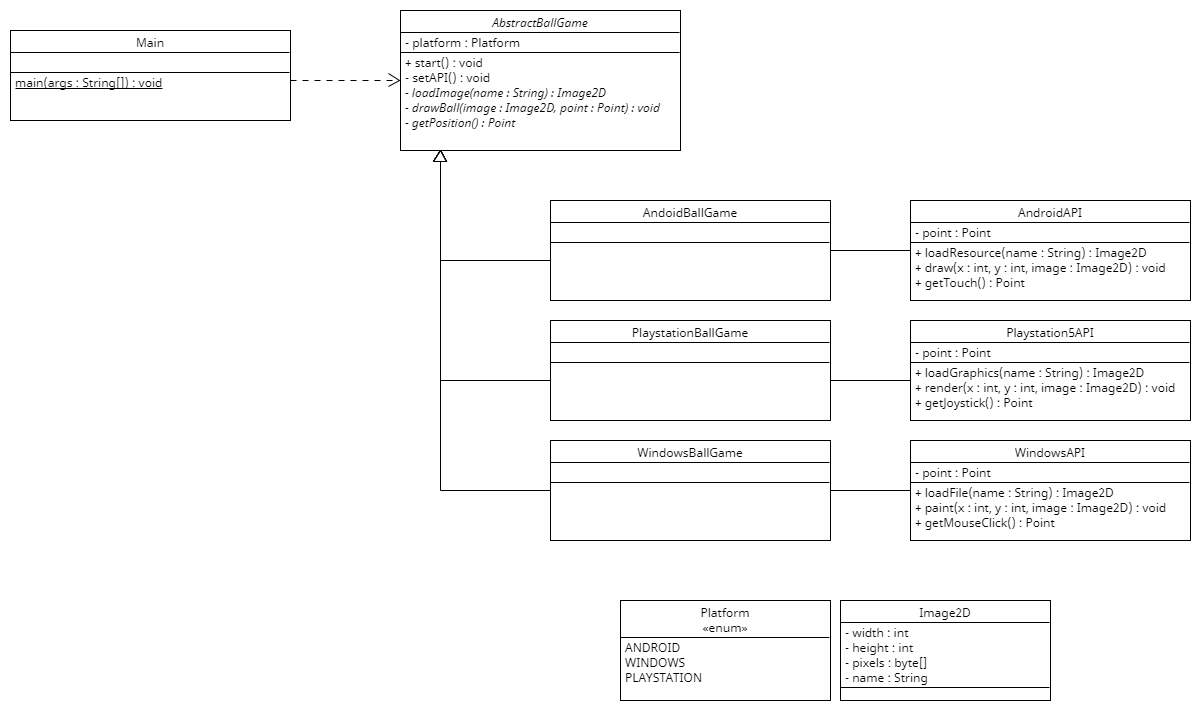 Main
main(args : String[]) : void
AbstractBallGame
- platform : Platform
+ start() : void
- setAPI() : void
- loadImage(name : String) : Image2D
- drawBall(image : Image2D, point : Point) : void
- getPosition() : Point
AndoidBallGame
AndroidAPI
- point : Point
+ loadResource(name : String) : Image2D
+ draw(x : int, y : int, image : Image2D) : void
+ getTouch() : Point
PlaystationBallGame
Playstation5API
- point : Point
+ loadGraphics(name : String) : Image2D
+ render(x : int, y : int, image : Image2D) : void
+ getJoystick() : Point
WindowsBallGame
WindowsAPI
- point : Point
+ loadFile(name : String) : Image2D
+ paint(x : int, y : int, image : Image2D) : void
+ getMouseClick() : Point
Platform
«enum»
ANDROID
WINDOWS
PLAYSTATION
Image2D
- width : int
- height : int
- pixels : byte[]
- name : String